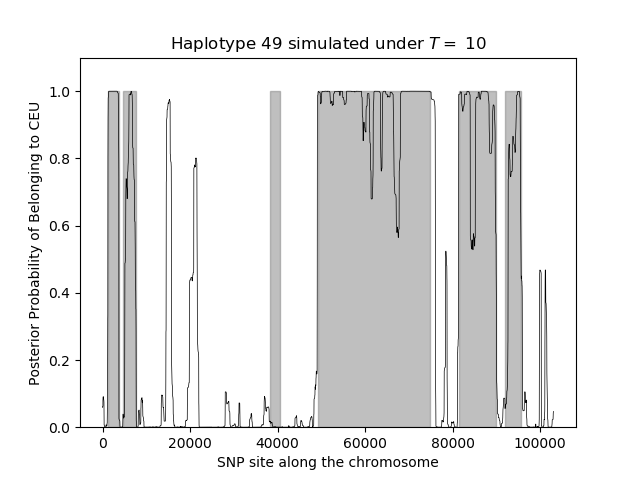 Haplotype 49 simulated under T = 10
Posterior Probability of Belonging to CEU
1.0
0.8
0.6
0.4
0.2
0.0
0 20000 40000 60000 80000 100000
SNP site along the chromosome